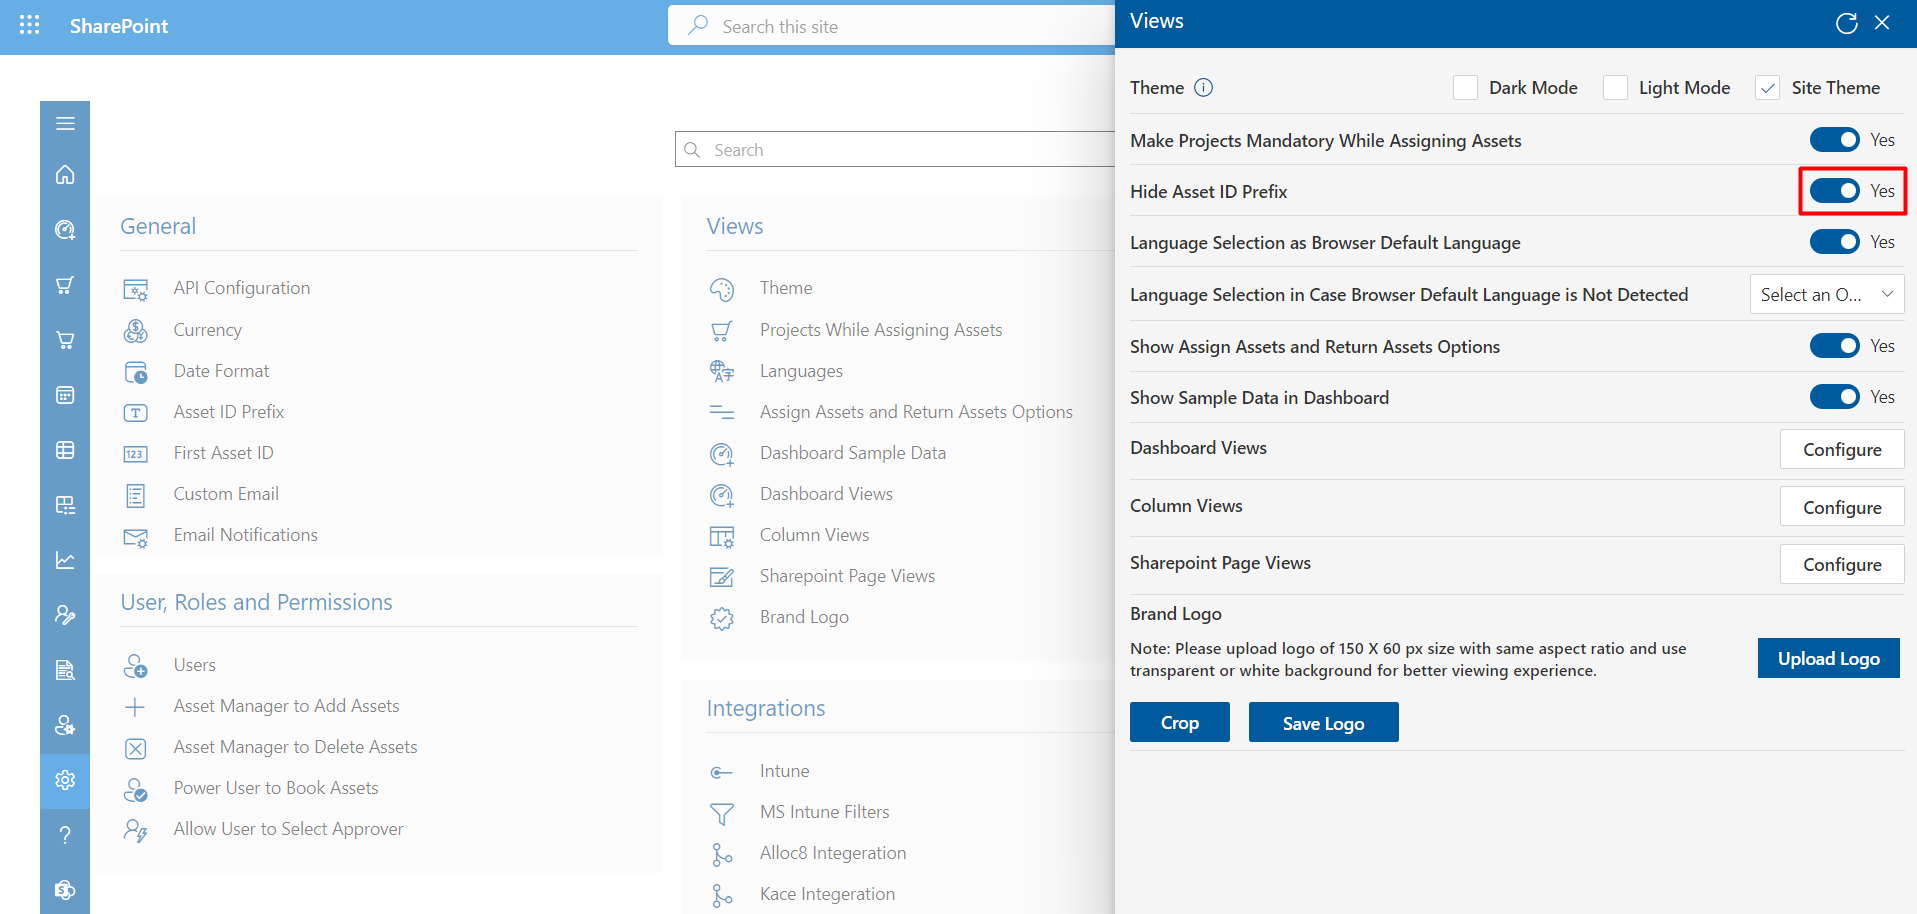 SharePoint
Search this site
Search
General
API Configuration
Currency
Date Format
Asset ID Prefix
First Asset ID
Custom Email
Email Notifications
User, Roles and Permissions
Users
Asset Manager to Add Assets
Asset Manager to Delete Assets
Power User to Book Assets
Allow User to Select Approver
Views
Theme
Projects While Assigning Assets
Languages
Assign Assets and Return Assets Options
Dashboard Sample Data
Dashboard Views
Column Views
Sharepoint Page Views
Brand Logo
Integrations
Intune
MS Intune Filters
Alloc8 Integeration
Kace Integeration
Views
Theme Dark Mode Light Mode Site Theme
Make Projects Mandatory While Assigning Assets Yes
Hide Asset ID Prefix Yes
Language Selection as Browser Default Language Yes
Language Selection in Case Browser Default Language is Not Detected Select an O...
Show Assign Assets and Return Assets Options Yes
Show Sample Data in Dashboard Yes
Dashboard Views Configure
Column Views Configure
Sharepoint Page Views Configure
Brand Logo
Note: Please upload logo of 150 X 60 px size with same aspect ratio and use
transparent or white background for better viewing experience.
Upload Logo
Crop Save Logo